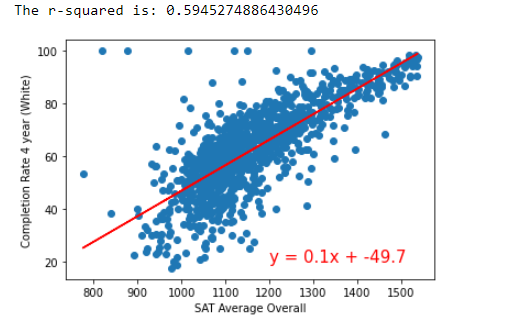 The r-squared is: 0.5945274886430496
100
80
60
40
20
Completion Rate 4 year (White)
y = 0.1x + -49.7
800 900 1000 1100 1200 1300 1400 1500
SAT Average Overall